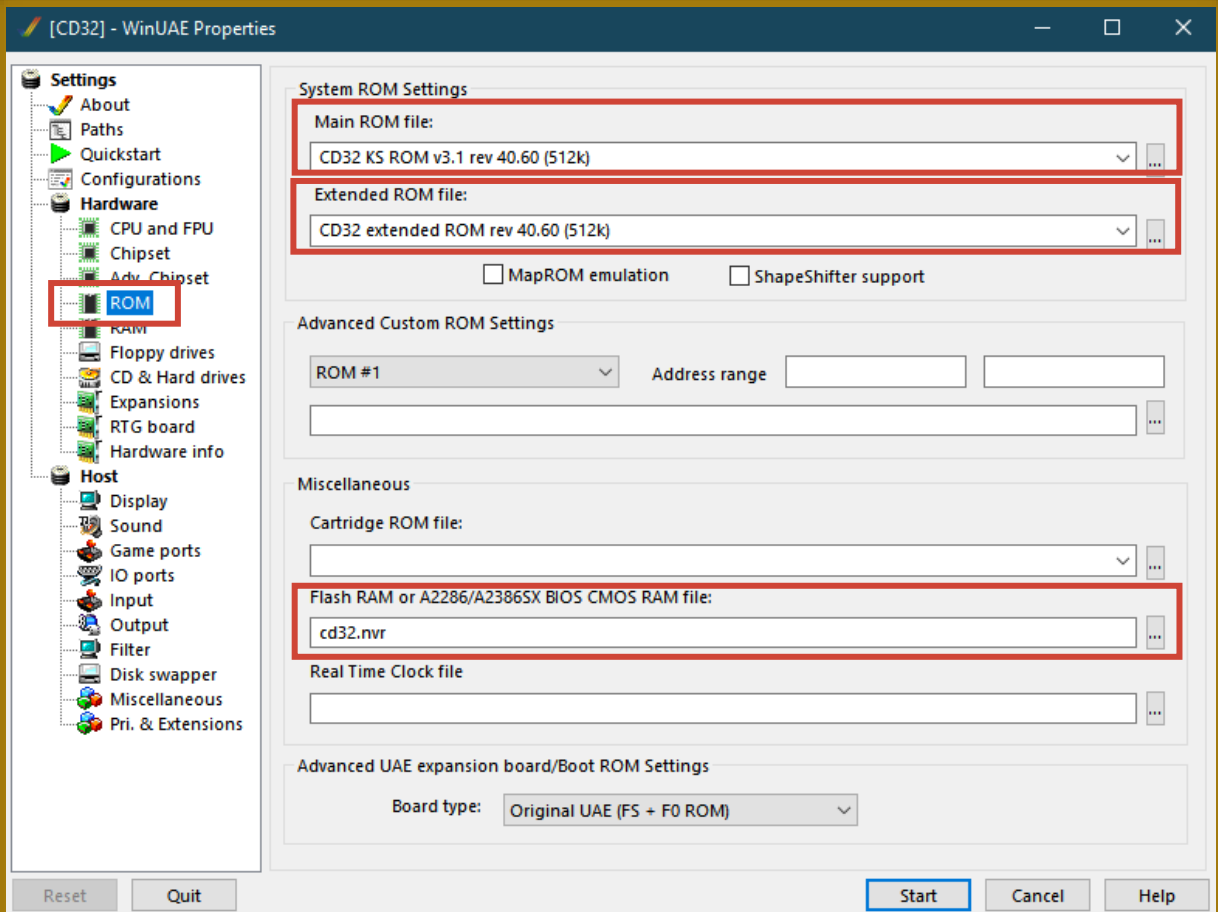 [CD32] - WinUAE Properties
Settings
About
Paths
Quickstart
Configurations
Hardware
CPU and FPU
Chipset
Adv. Chipset
ROM
RAM
Floppy drives
CD & Hard drives
Expansions
RTG board
Hardware info
Host
Display
Sound
Game ports
IO ports
Input
Output
Filter
Disk swapper
Miscellaneous
Pri. & Extensions
System ROM Settings
Main ROM file:
CD32 KS ROM v3.1 rev 40.60 (512k)
...
Extended ROM file:
CD32 extended ROM rev 40.60 (512k)
...
MapROM emulation
ShapeShifter support
Advanced Custom ROM Settings
ROM #1
Address range
...
Miscellaneous
Cartridge ROM file:
...
Flash RAM or A2286/A2386SX BIOS CMOS RAM file:
cd32.nvr
...
Real Time Clock file
...
Advanced UAE expansion board/Boot ROM Settings
Board type: Original UAE (FS + F0 ROM)
Reset
Quit
Start
Cancel
Help